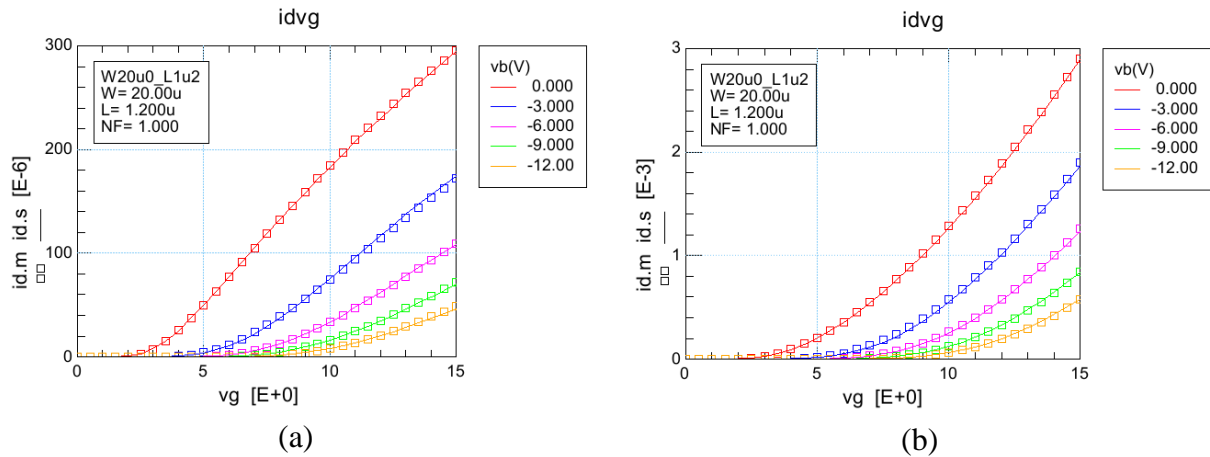 idvg
300
200
100
0
0
5
10
15
id.m id.s [E-6]
vg [E+0]
W20u0_L1u2
W= 20.00u
L= 1.200u
NF= 1.000
vb(V)
0.000
-3.000
-6.000
-9.000
-12.00
(a)
idvg
3
2
1
0
0
5
10
15
id.m id.s [E-3]
vg [E+0]
W20u0_L1u2
W= 20.00u
L= 1.200u
NF= 1.000
vb(V)
0.000
-3.000
-6.000
-9.000
-12.00
(b)